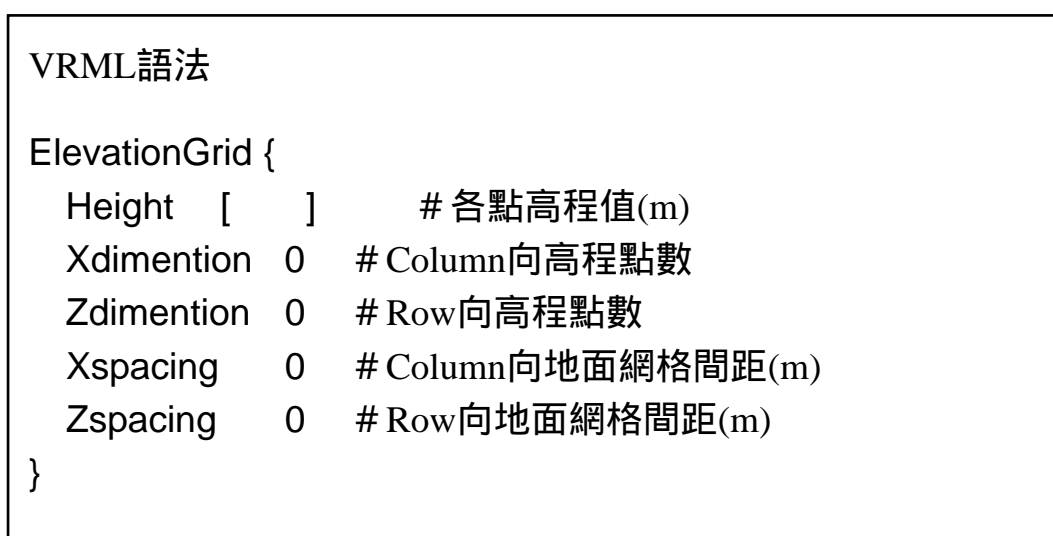 VRML語法
ElevationGrid {
Height [ ] #各點高程值(m)
Xdimention 0 #Column向高程點數
Zdimention 0 #Row向高程點數
Xspacing 0 #Column向地面網格間距(m)
Zspacing 0 #Row向地面網格間距(m)
}